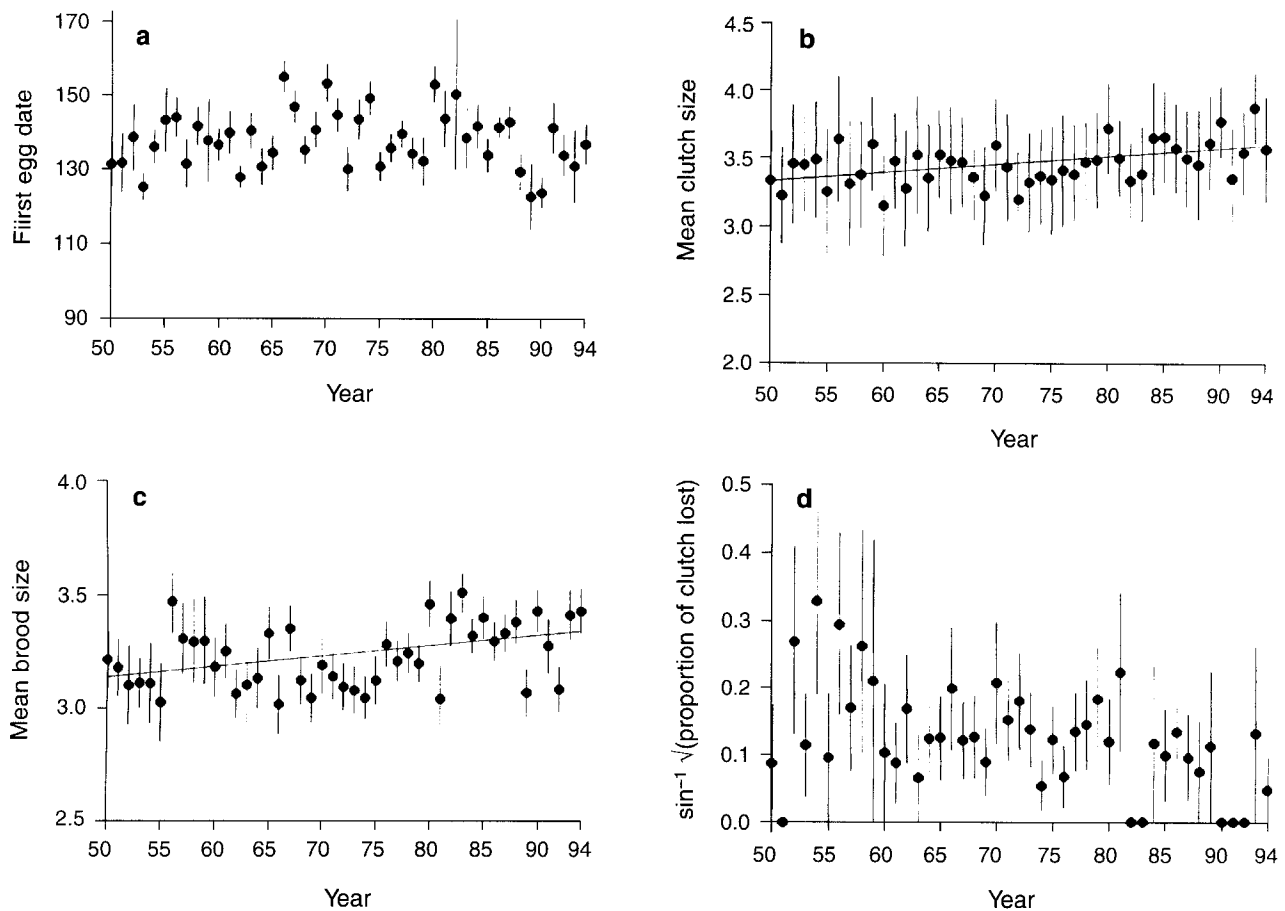 a
Fiirst egg date
170
150
130
110
90
50 55 60 65 70 75 80 85 90 94
Year
b
Mean clutch size
4.5
4.0
3.5
3.0
2.5
2.0
50 55 60 65 70 75 80 85 90 94
Year
c
Mean brood size
4.0
3.5
3.0
2.5
50 55 60 65 70 75 80 85 90 94
Year
d
sin⁻¹ √(proportion of clutch lost)
0.5
0.4
0.3
0.2
0.1
0.0
50 55 60 65 70 75 80 85 90 94
Year